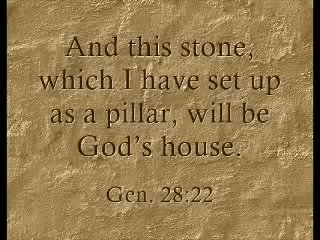 And this stone,
which I have set up
as a pillar, will be
God's house.
Gen. 28:22